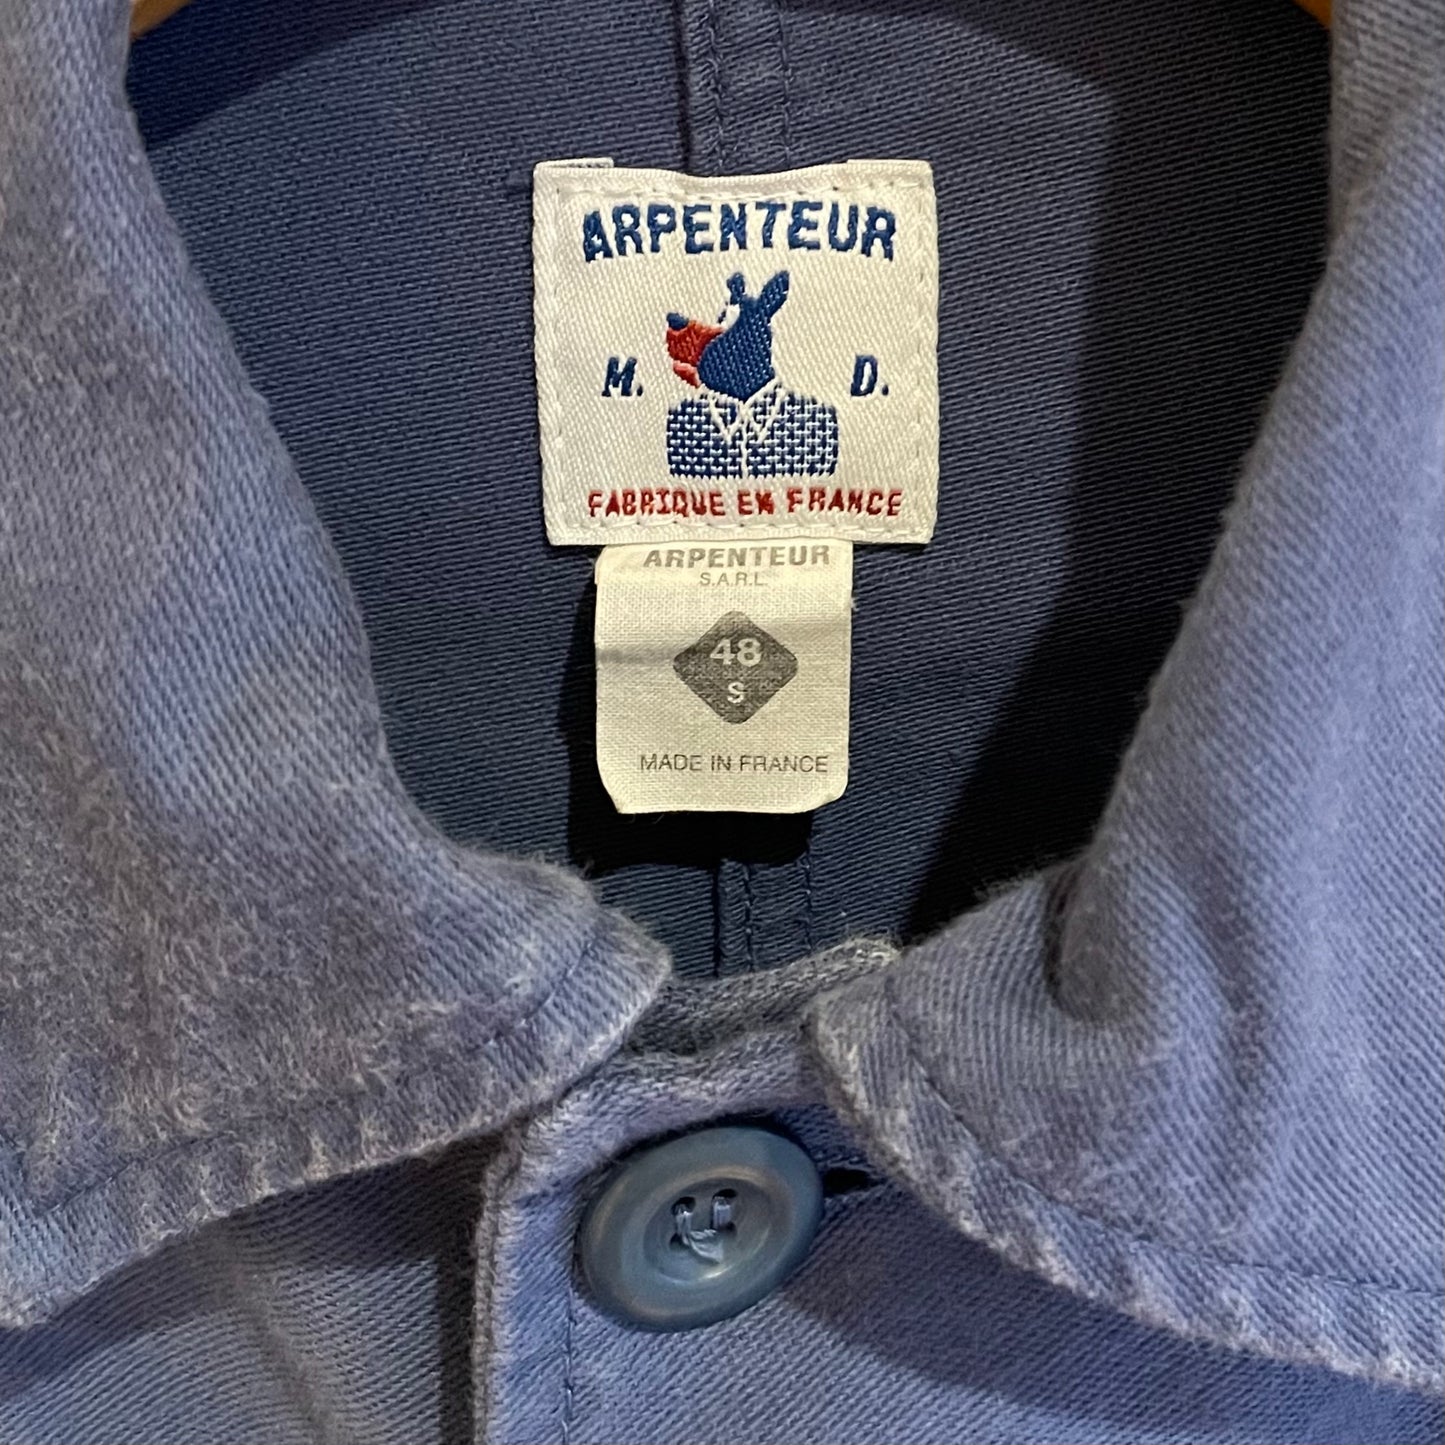 ARPENTEUR
M. D.
FABRIQUE EN FRANCE
ARPENTEUR
S.A.R.L.
48
S
MADE IN FRANCE